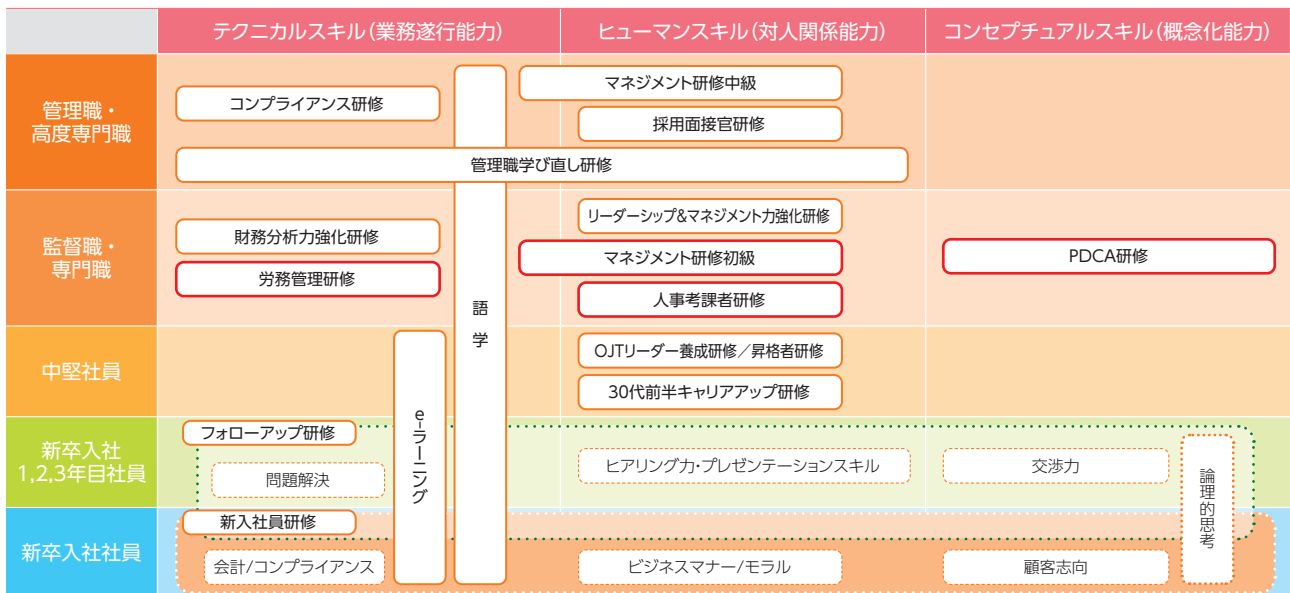 テクニカルスキル（業務遂行能力）
ヒューマンスキル（対人関係能力）
コンセプチュアルスキル（概念化能力）
管理職・
高度専門職
コンプライアンス研修
マネジメント研修中級
採用面接官研修
管理職学び直し研修
語学
監督職・
専門職
財務分析力強化研修
労務管理研修
リーダーシップ&マネジメント力強化研修
マネジメント研修初級
人事考課者研修
PDCA研修
中堅社員
OJTリーダー養成研修／昇格者研修
30代前半キャリアアップ研修
e-ラーニング
新卒入社
1,2,3年目社員
フォローアップ研修
問題解決
ヒアリング力・プレゼンテーションスキル
交渉力
論理的思考
新卒入社社員
新入社員研修
会計/コンプライアンス
ビジネスマナー/モラル
顧客志向